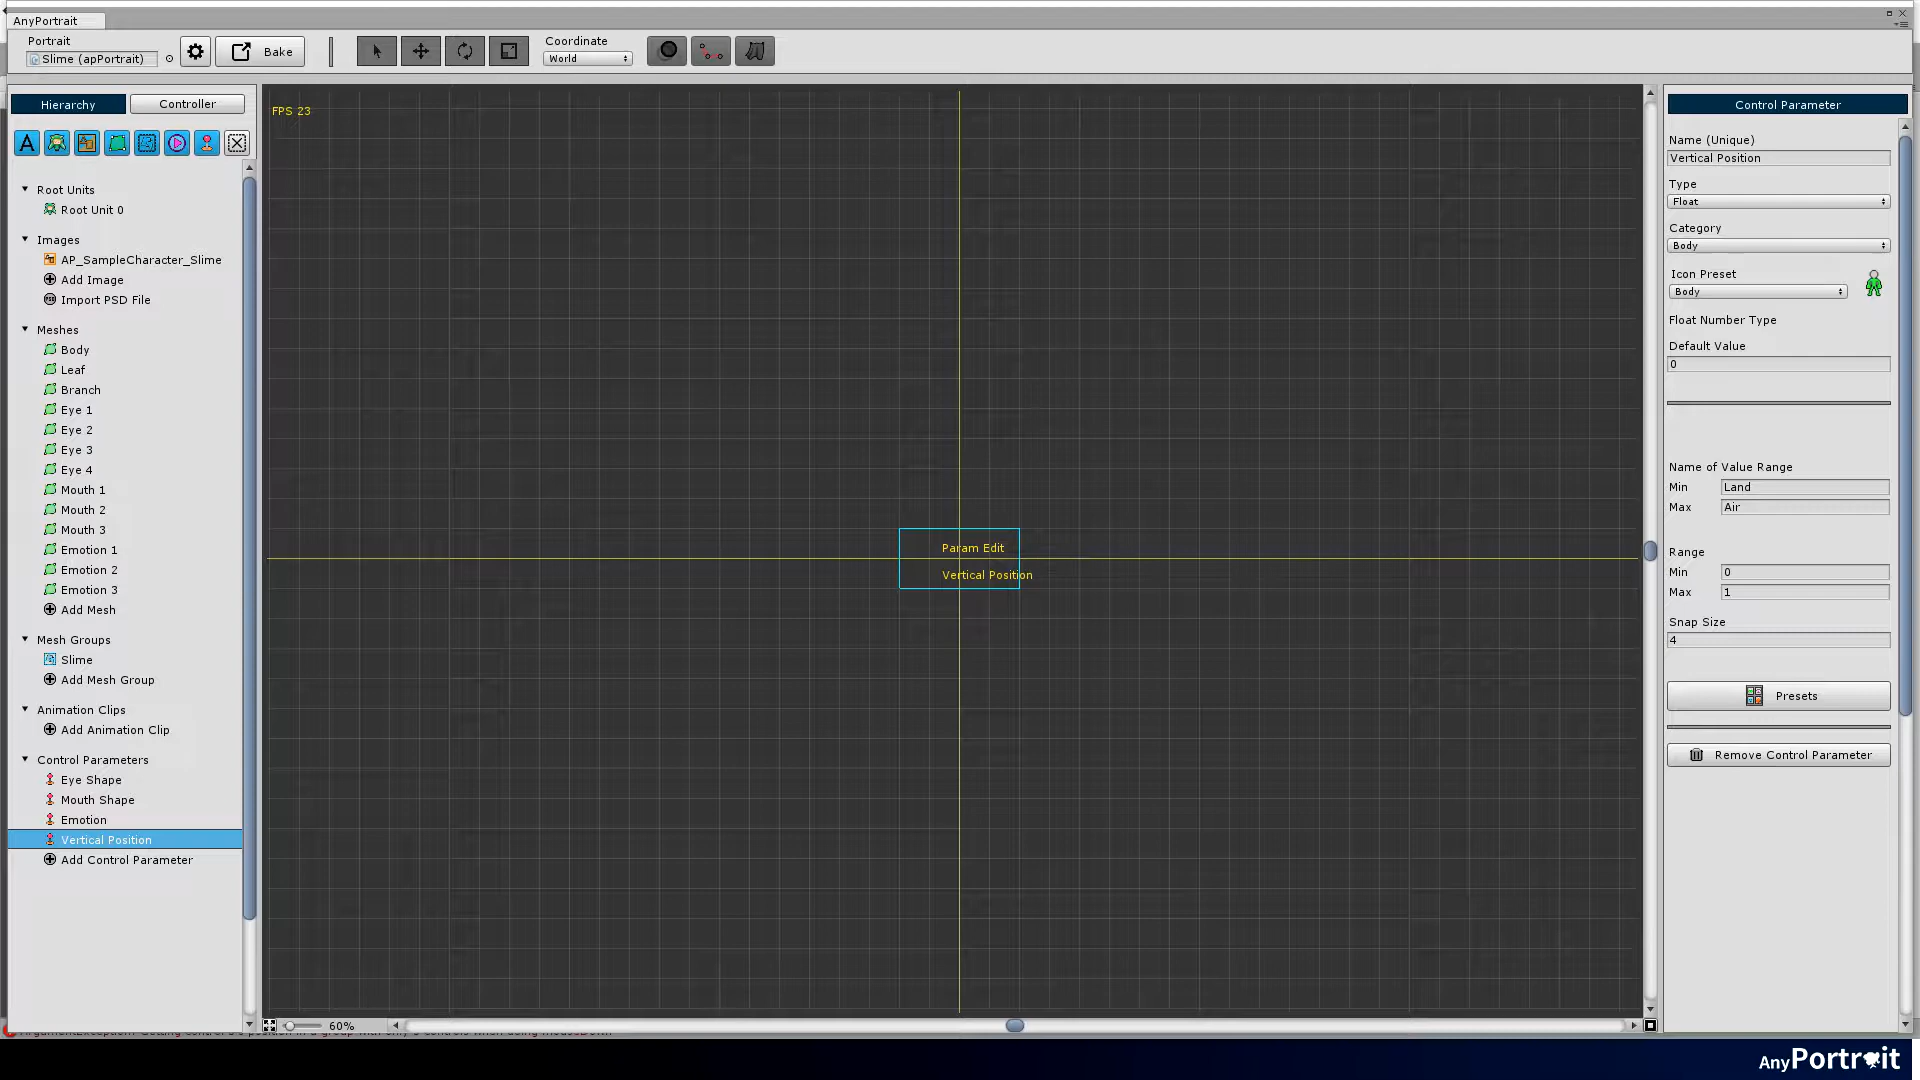 AnyPortrait
Portrait
Slime (apPortrait)
Bake
Coordinate
World
Hierarchy
Controller
FPS 23
Root Units
Root Unit 0
Images
AP_SampleCharacter_Slime
Add Image
Import PSD File
Meshes
Body
Leaf
Branch
Eye 1
Eye 2
Eye 3
Eye 4
Mouth 1
Mouth 2
Mouth 3
Emotion 1
Emotion 2
Emotion 3
Add Mesh
Mesh Groups
Slime
Add Mesh Group
Animation Clips
Add Animation Clip
Control Parameters
Eye Shape
Mouth Shape
Emotion
Vertical Position
Add Control Parameter
Param Edit
Vertical Position
60%
Control Parameter
Name (Unique)
Vertical Position
Type
Float
Category
Body
Icon Preset
Body
Float Number Type
Default Value
0
Name of Value Range
Min Land
Max Air
Range
Min 0
Max 1
Snap Size
4
Presets
Remove Control Parameter
AnyPortrait